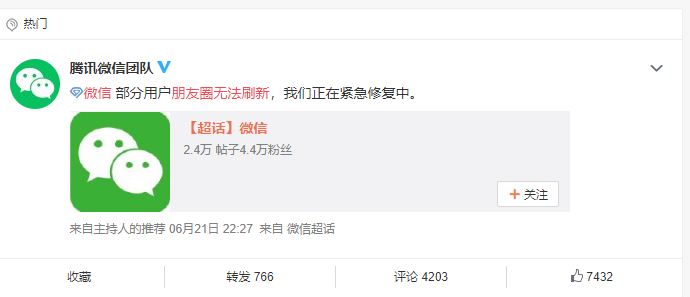 热门
腾讯微信团队
微信 部分用户朋友圈无法刷新，我们正在紧急修复中。
【超话】微信
2.4万 帖子4.4万粉丝
+ 关注
来自主持人的推荐 06月21日 22:27 来自 微信超话
收藏 转发 766 评论 4203 7432